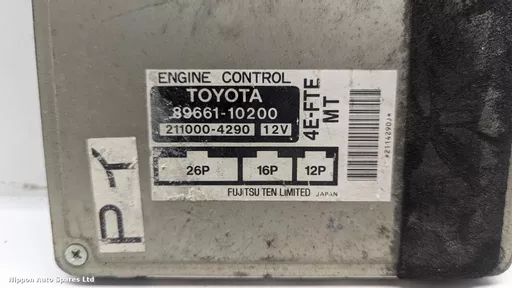 ENGINE CONTROL
TOYOTA
89661-10200
211000-4290 12V
4E-FTE
MT
26P 16P 12P
FUJITSU TEN LIMITED JAPAN
*2114290J*
P-Y
Nippon Auto Spares Ltd